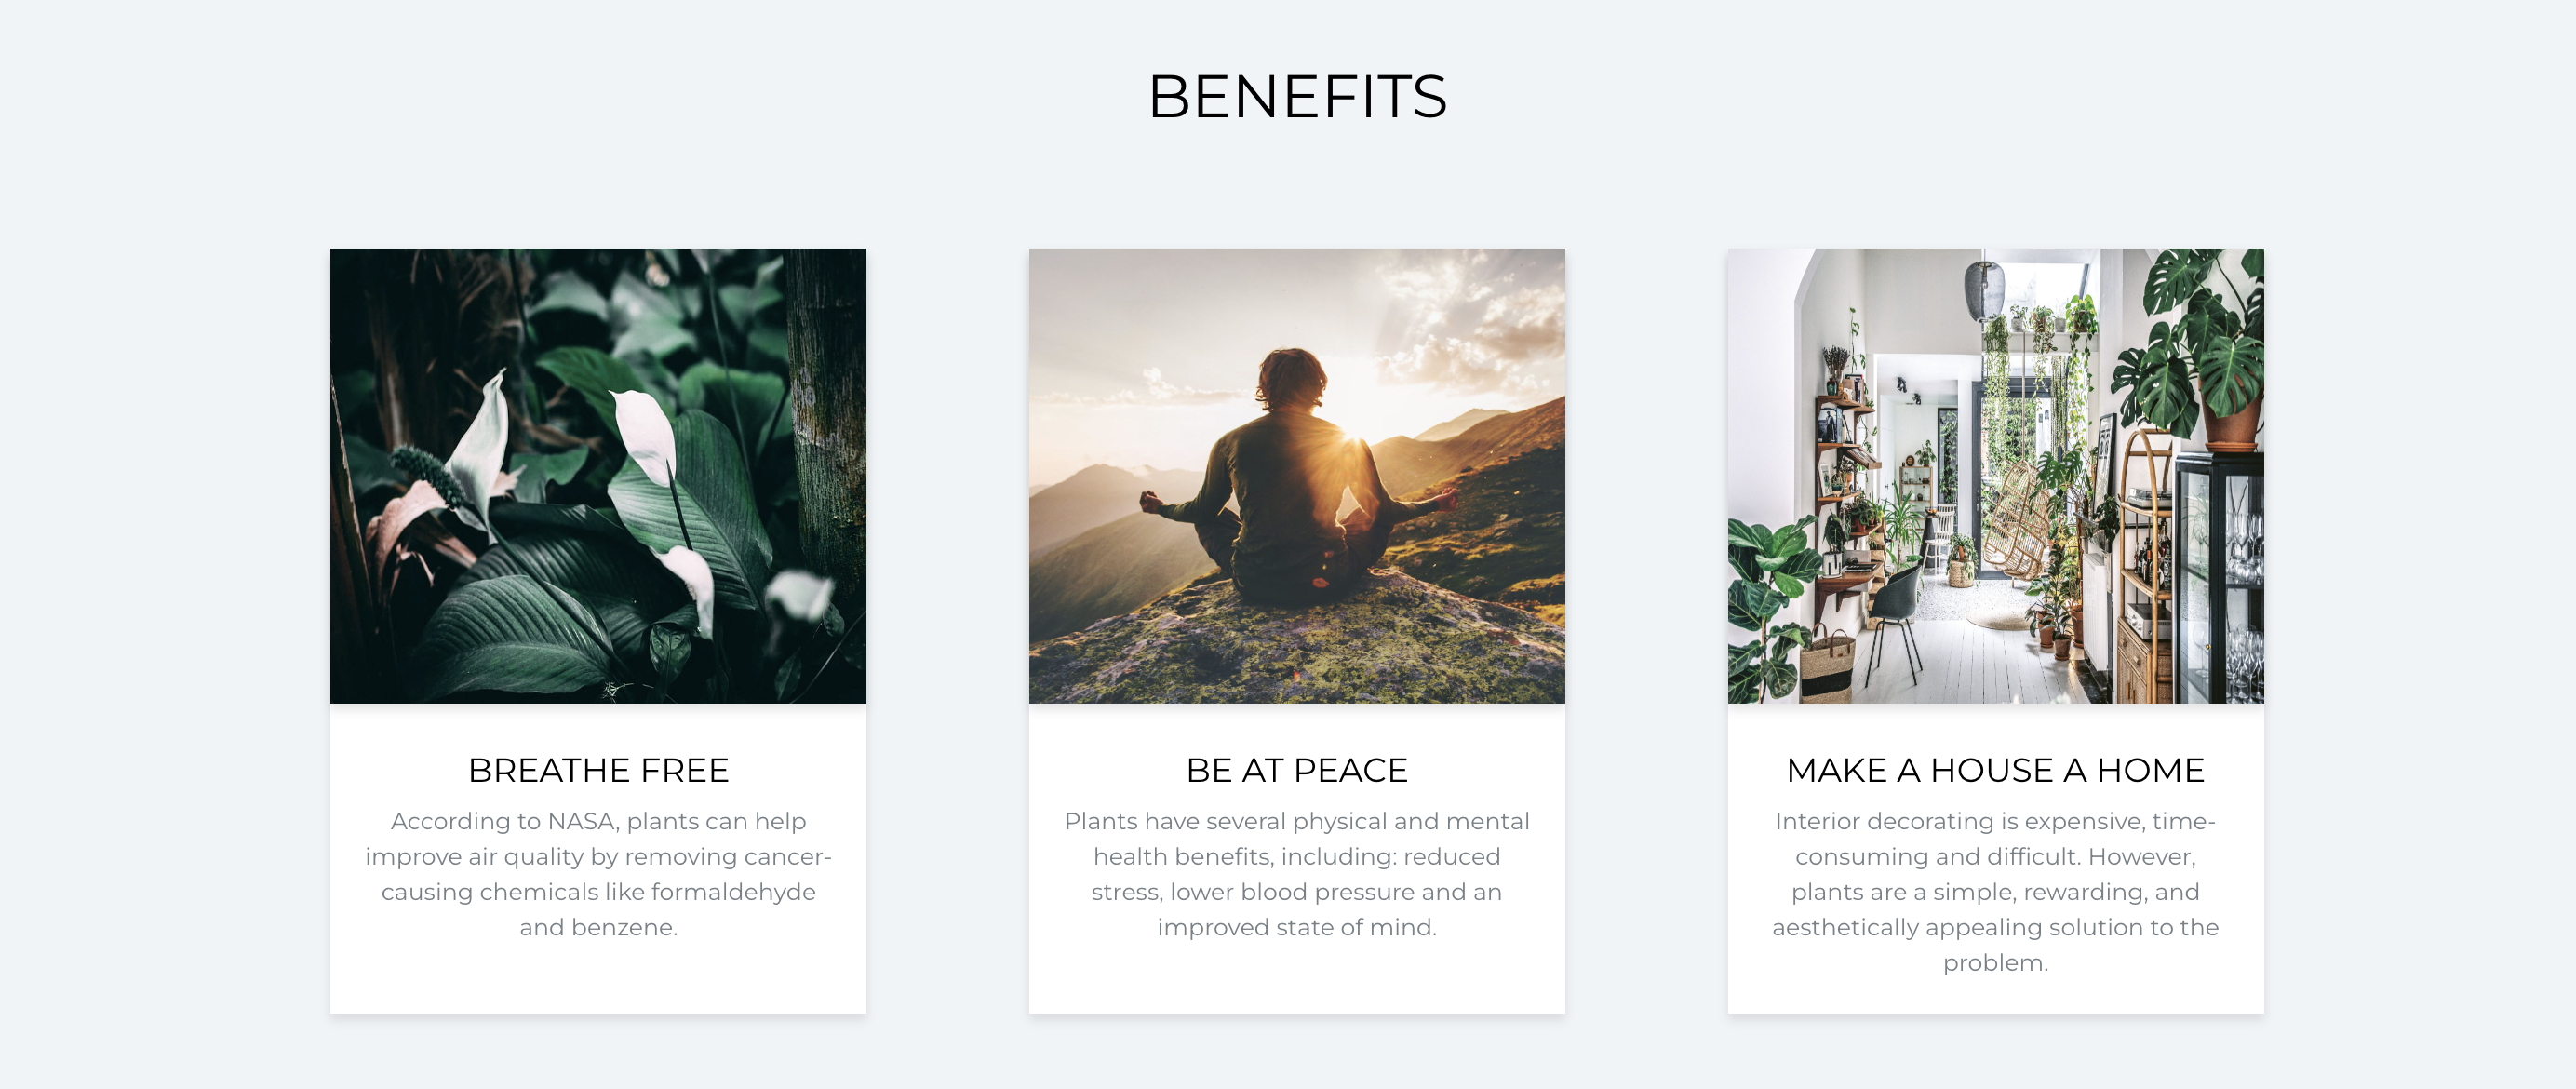 BENEFITS
BREATHE FREE
According to NASA, plants can help
improve air quality by removing cancer-
causing chemicals like formaldehyde
and benzene.
BE AT PEACE
Plants have several physical and mental
health benefits, including: reduced
stress, lower blood pressure and an
improved state of mind.
MAKE A HOUSE A HOME
Interior decorating is expensive, time-
consuming and difficult. However,
plants are a simple, rewarding, and
aesthetically appealing solution to the
problem.